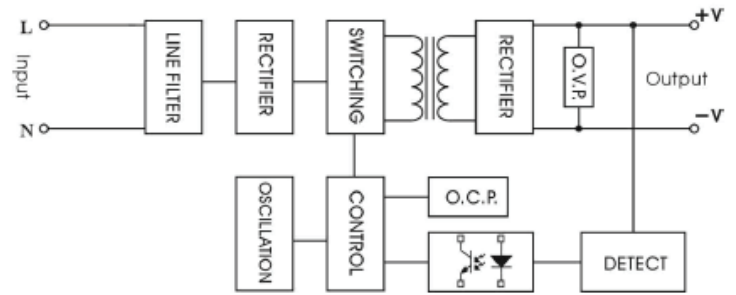 L
+V
Input
LINE FILTER
RECTIFIER
SWITCHING
RECTIFIER
O.V.P.
Output
N
-V
OSCILLATION
CONTROL
O.C.P.
DETECT